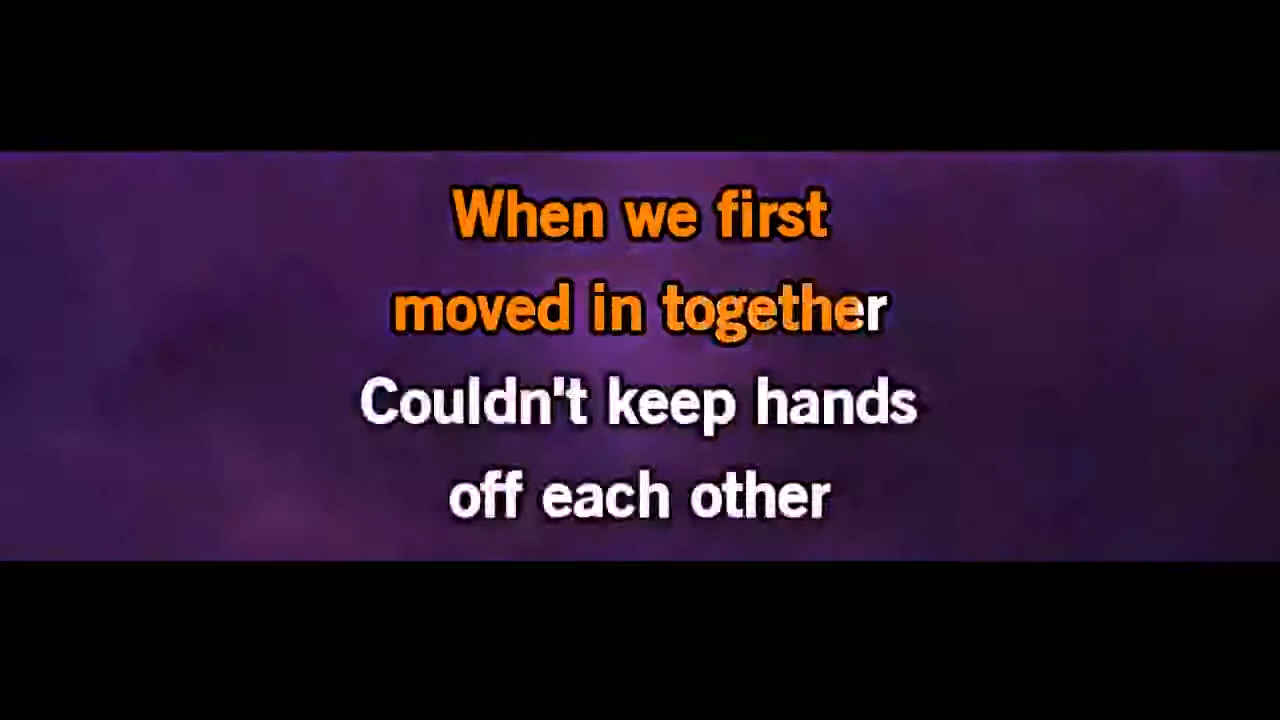 When we first
moved in together
Couldn't keep hands
off each other